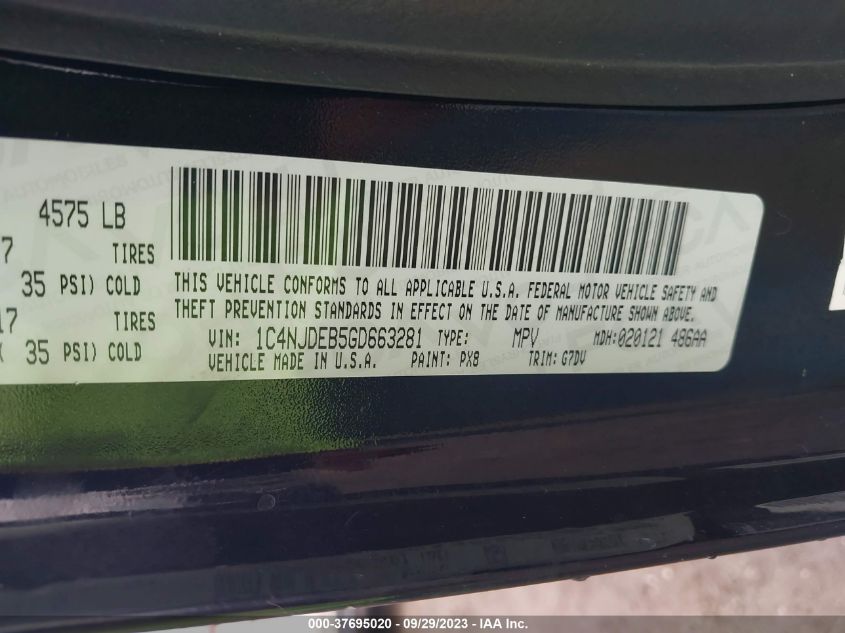 4575 LB
7 TIRES
35 PSI) COLD
17 TIRES
35 PSI) COLD
THIS VEHICLE CONFORMS TO ALL APPLICABLE U.S.A. FEDERAL MOTOR VEHICLE SAFETY AND
THEFT PREVENTION STANDARDS IN EFFECT ON THE DATE OF MANUFACTURE SHOWN ABOVE.
VIN: 1C4NJDEB5GD663281 TYPE: MPV MDH:020121 486AA
VEHICLE MADE IN U.S.A. PAINT: PX8 TRIM: G7DV
000-37695020 - 09/29/2023 - IAA Inc.